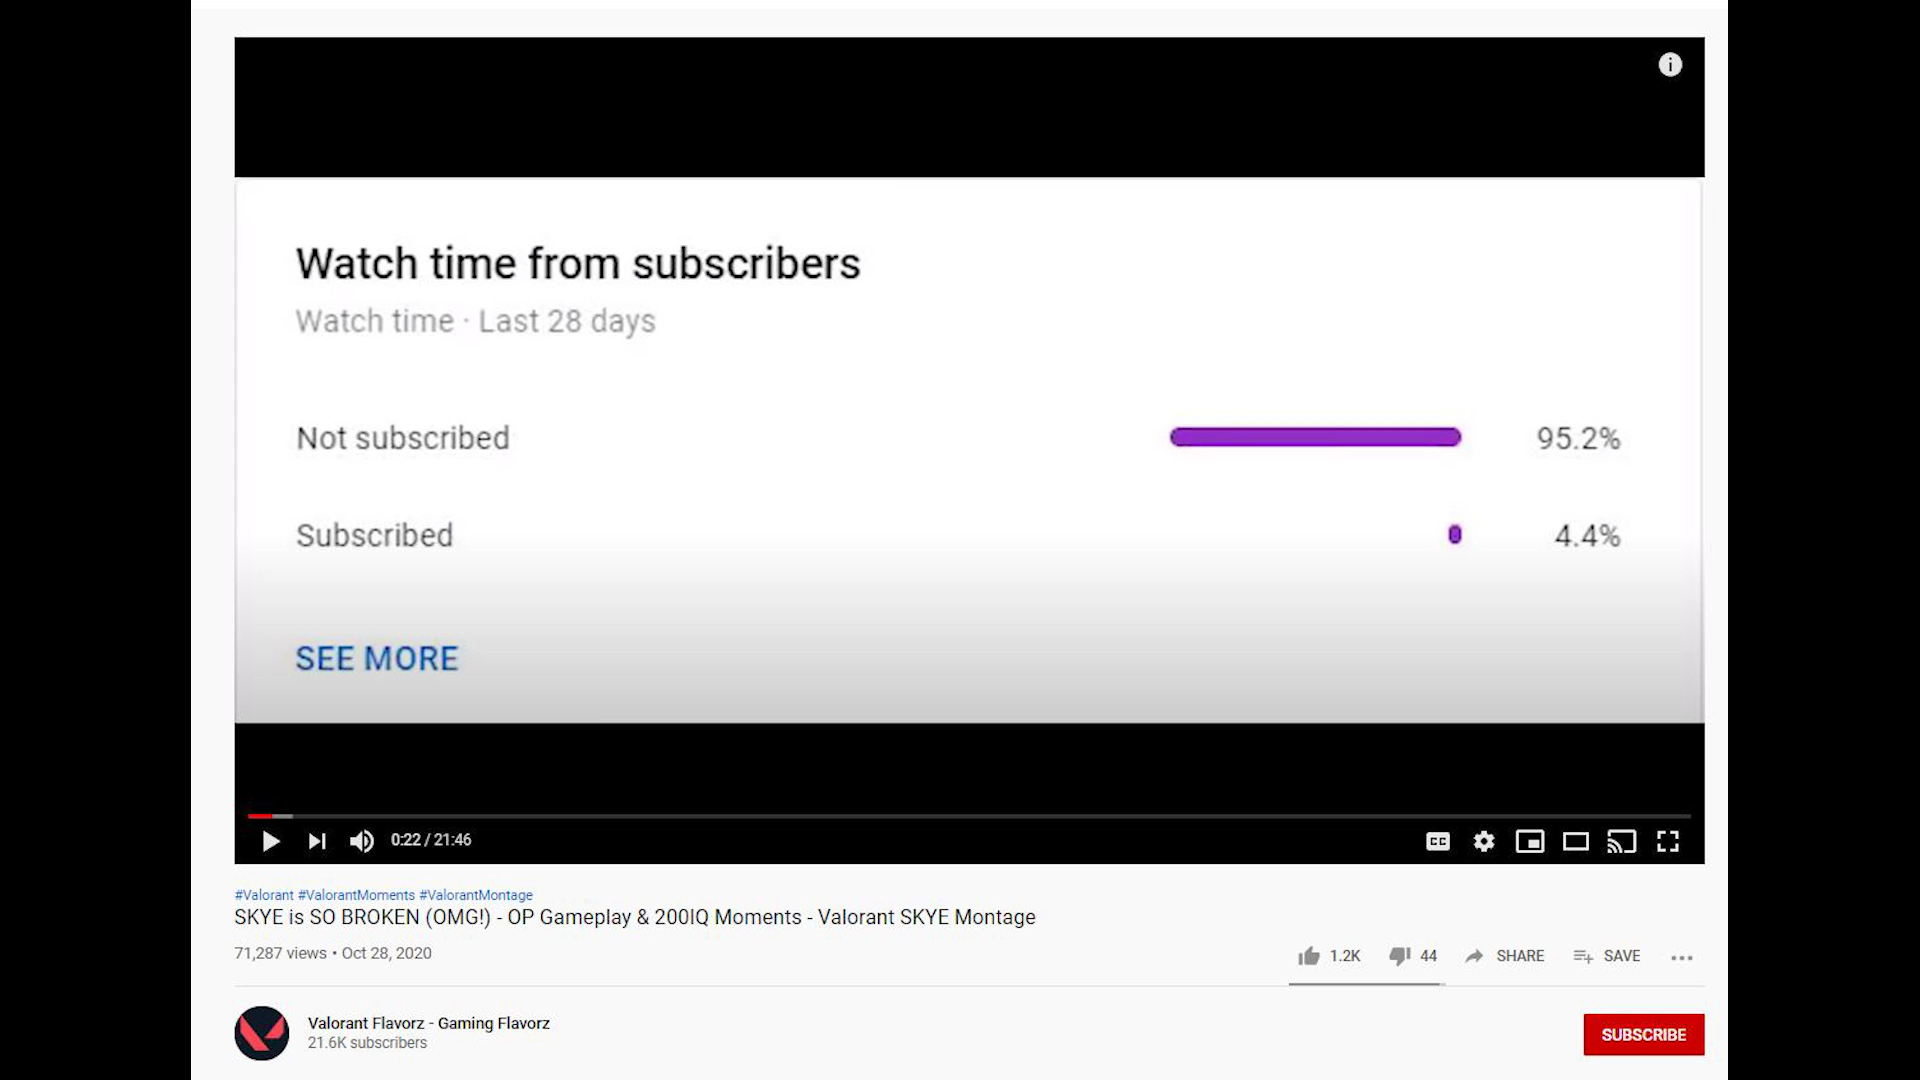 Watch time from subscribers
Watch time · Last 28 days
Not subscribed 95.2%
Subscribed 4.4%
SEE MORE
0:22 / 21:46
CC
#Valorant #ValorantMoments #ValorantMontage
SKYE is SO BROKEN (OMG!) - OP Gameplay & 200IQ Moments - Valorant SKYE Montage
71,287 views • Oct 28, 2020
1.2K 44 SHARE SAVE
Valorant Flavorz - Gaming Flavorz
21.6K subscribers
SUBSCRIBE